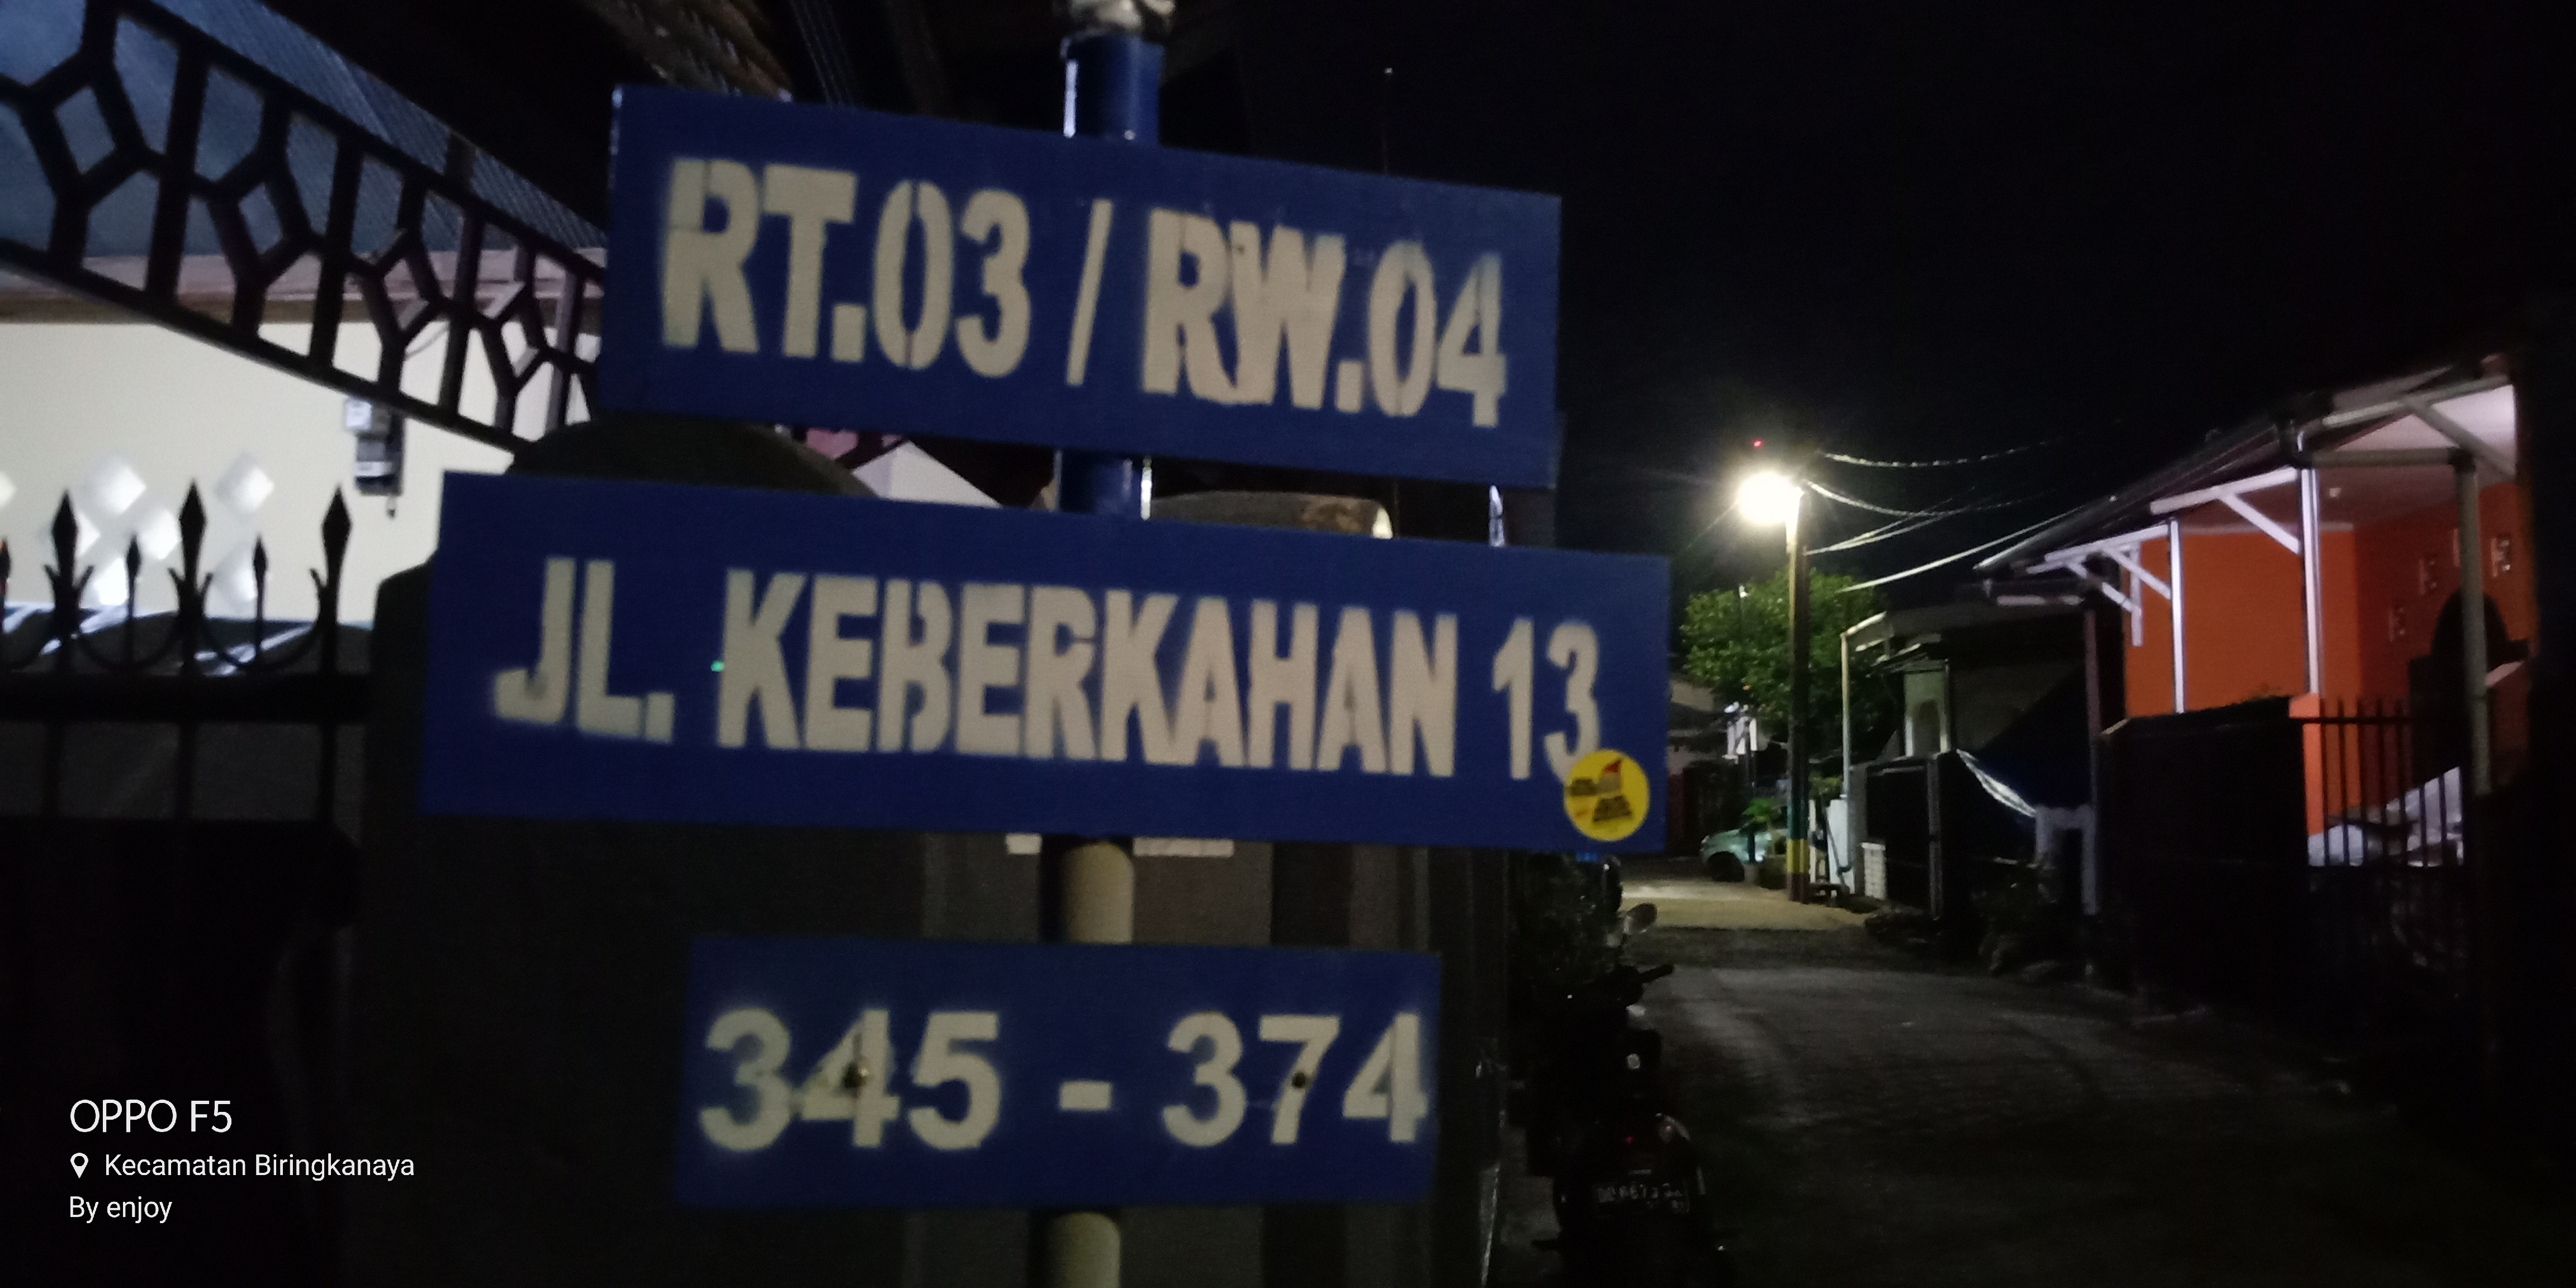 RT.03 / RW.04
JL. KEBERKAHAN 13
345 - 374
OPPO F5
Kecamatan Biringkanaya
By enjoy